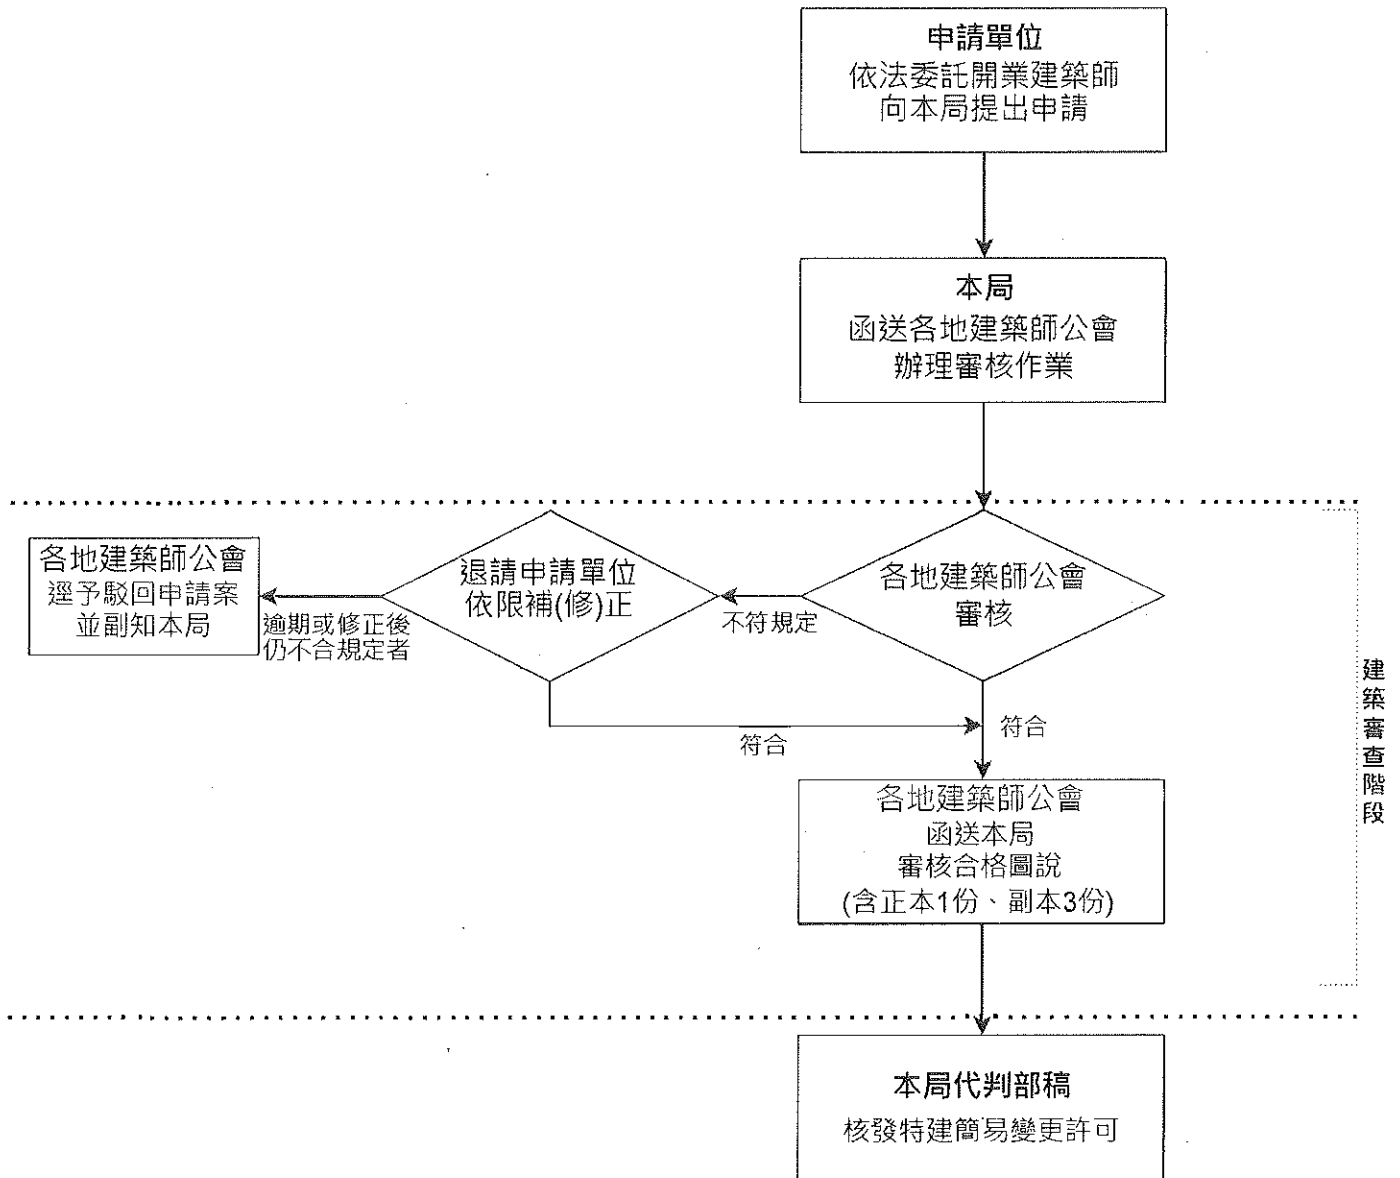 申請單位
依法委託開業建築師
向本局提出申請
本局
函送各地建築師公會
辦理審核作業
各地建築師公會
審核
不符規定
退請申請單位
依限補(修)正
逾期或修正後
仍不合規定者
各地建築師公會
逕予駁回申請案
並副知本局
符合
符合
各地建築師公會
函送本局
審核合格圖說
(含正本1份、副本3份)
建築審查階段
本局代判部稿
核發特建簡易變更許可